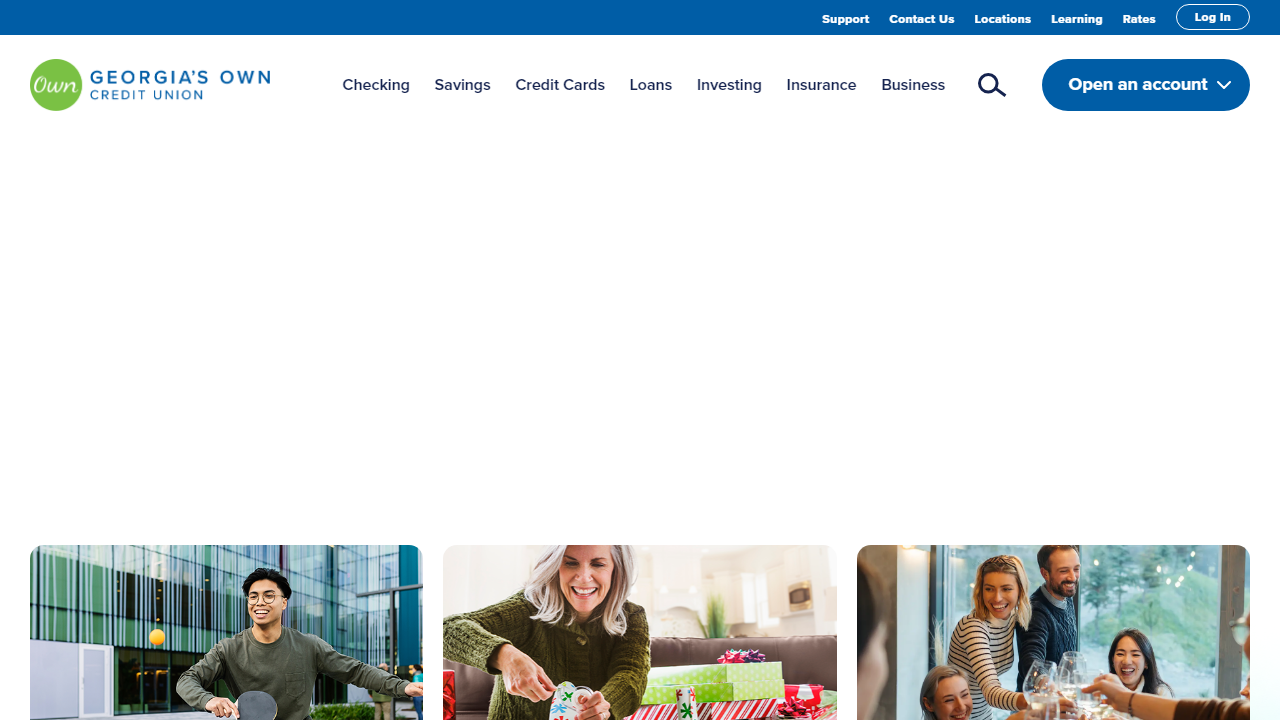 Support Contact Us Locations Learning Rates Log In
Own GEORGIA'S OWN
CREDIT UNION
Checking Savings Credit Cards Loans Investing Insurance Business Open an account